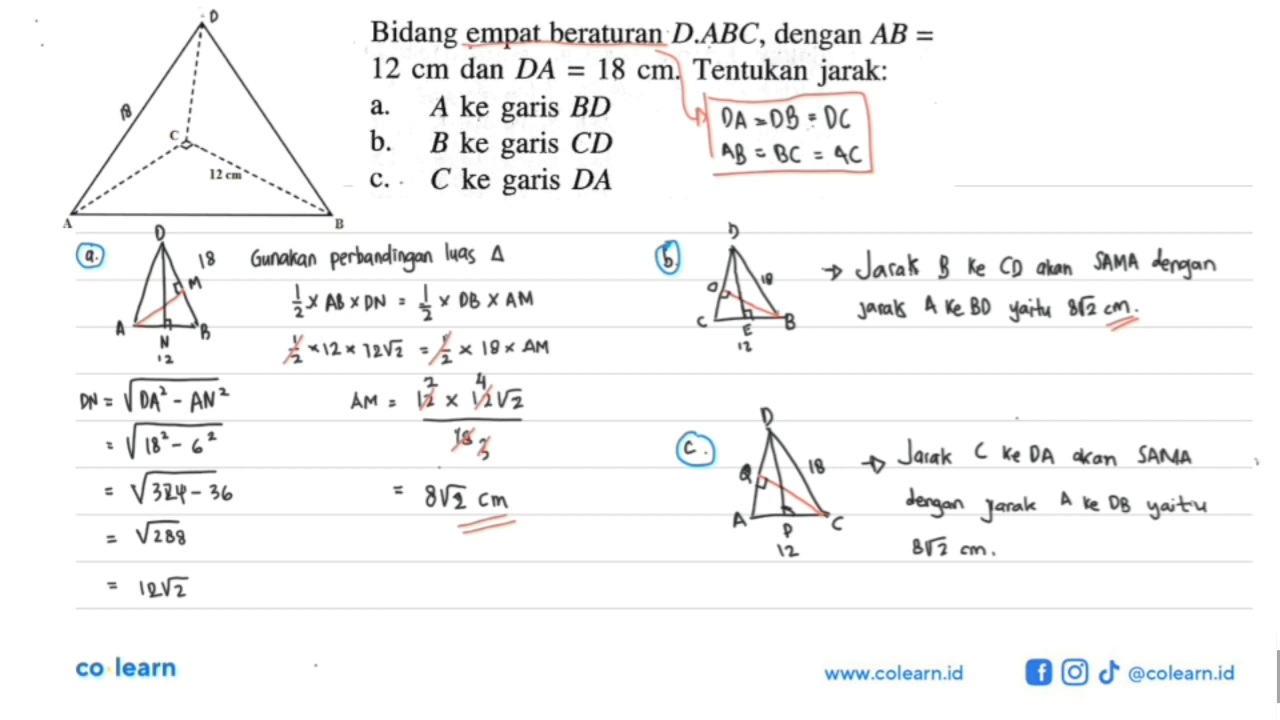 D
18
C
12 cm
A
B
Bidang empat beraturan D.ABC, dengan AB =
12 cm dan DA = 18 cm. Tentukan jarak:
a. A ke garis BD
b. B ke garis CD
c. C ke garis DA
DA = DB = DC
AB = BC = AC
a.
D
18
M
A
N
B
12
Gunakan perbandingan luas Δ
1/2 × AB × DN = 1/2 × DB × AM
1/2 × 12 × 12√2 = 1/2 × 18 × AM
DN = √(DA² - AN²)
= √(18² - 6²)
= √(324 - 36)
= √288
= 12√2
2 4
AM = 12 × 12√2
18 3
= 8√2 cm
b.
D
18
O
C
E
B
12
→ Jarak B ke CD akan SAMA dengan
jarak A ke BD yaitu 8√2 cm.
c.
D
18
Q
A
P
C
12
→ Jarak C ke DA akan SAMA
dengan jarak A ke DB yaitu
8√2 cm.
co learn
www.colearn.id
@colearn.id